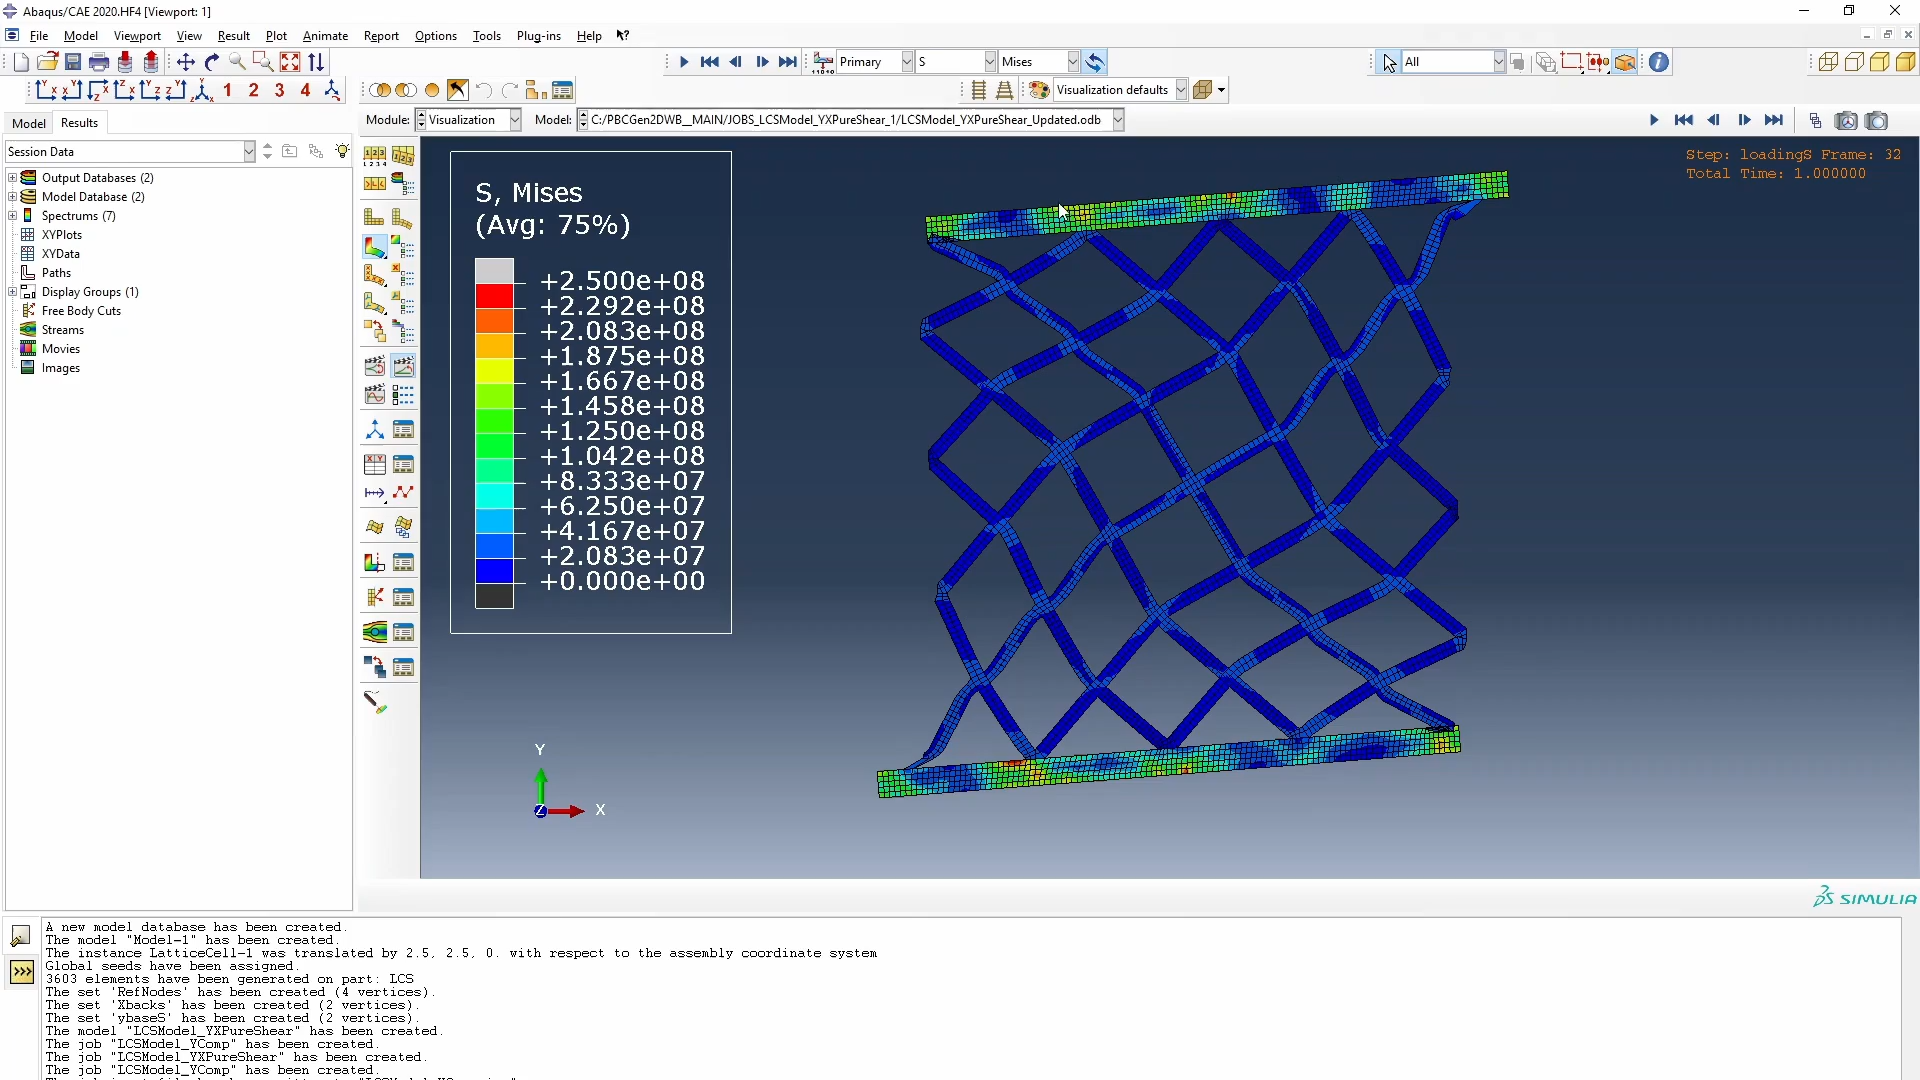 Abaqus/CAE 2020.HF4 [Viewport: 1]
File Model Viewport View Result Plot Animate Report Options Tools Plug-ins Help
Primary S Mises All
1 2 3 4 Visualization defaults
Model Results Module: Visualization Model: C:/PBCGen2DWB__MAIN/JOBS_LCSModel_YXPureShear_1/LCSModel_YXPureShear_Updated.odb
Session Data
Output Databases (2)
Model Database (2)
Spectrums (7)
XYPlots
XYData
Paths
Display Groups (1)
Free Body Cuts
Streams
Movies
Images
Step: loadingS Frame: 32
Total Time: 1.000000
S, Mises
(Avg: 75%)
+2.500e+08
+2.292e+08
+2.083e+08
+1.875e+08
+1.667e+08
+1.458e+08
+1.250e+08
+1.042e+08
+8.333e+07
+6.250e+07
+4.167e+07
+2.083e+07
+0.000e+00
Y
Z X
SIMULIA
A new model database has been created.
The model "Model-1" has been created.
The instance LatticeCell-1 was translated by 2.5, 2.5, 0. with respect to the assembly coordinate system
Global seeds have been assigned.
3603 elements have been generated on part: LCS
The set 'RefNodes' has been created (4 vertices).
The set 'Xbacks' has been created (2 vertices).
The set 'ybaseS' has been created (2 vertices).
The model "LCSModel_YXPureShear" has been created.
The job "LCSModel_YComp" has been created.
The job "LCSModel_YXPureShear" has been created.
The job "LCSModel_YComp" has been created.